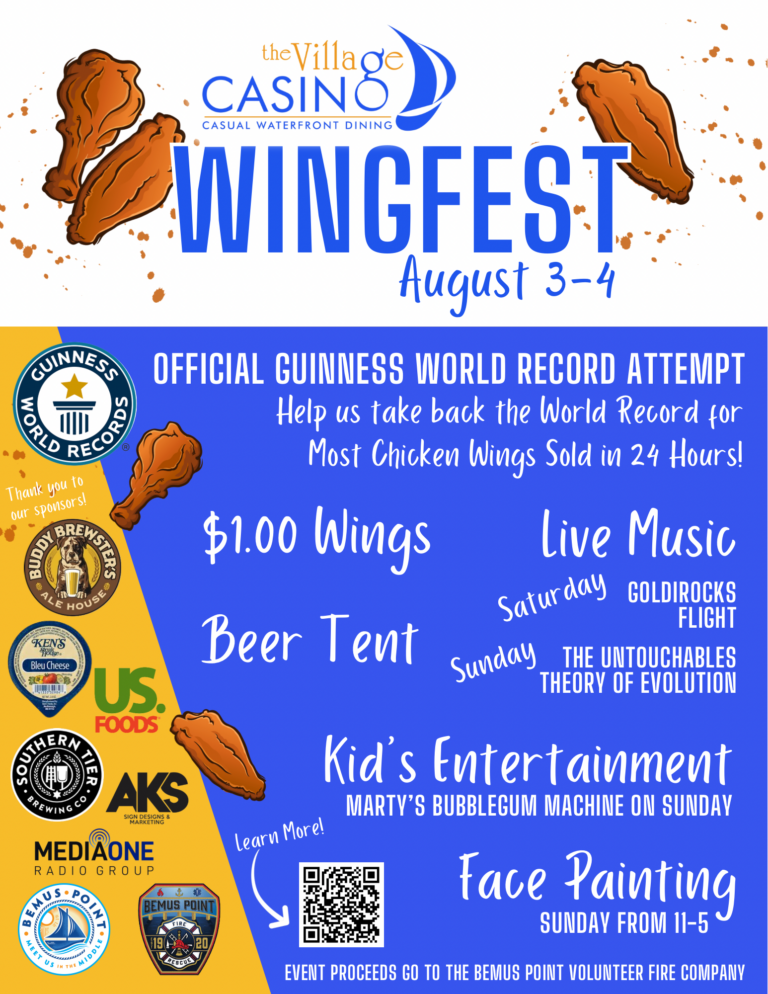 the Village
CASINO
CASUAL WATERFRONT DINING
WINGFEST
August 3-4
GUINNESS
WORLD RECORDS
OFFICIAL GUINNESS WORLD RECORD ATTEMPT
Help us take back the World Record for
Most Chicken Wings Sold in 24 Hours!
Thank you to
our sponsors!
BUDDY BREWSTER'S
ALE HOUSE
KEN'S
Bleu Cheese
US.
FOODS
SOUTHERN TIER
BREWING CO.
AKS
SIGN DESIGNS &
MARKETING
MEDIAONE
RADIO GROUP
BEMUS • POINT
MEET US IN THE MIDDLE
BEMUS POINT
FIRE
19 20
RESCUE
$1.00 Wings
Beer Tent
Live Music
Saturday
GOLDIROCKS
FLIGHT
Sunday
THE UNTOUCHABLES
THEORY OF EVOLUTION
Kid's Entertainment
MARTY'S BUBBLEGUM MACHINE ON SUNDAY
Learn More!
Face Painting
SUNDAY FROM 11-5
EVENT PROCEEDS GO TO THE BEMUS POINT VOLUNTEER FIRE COMPANY